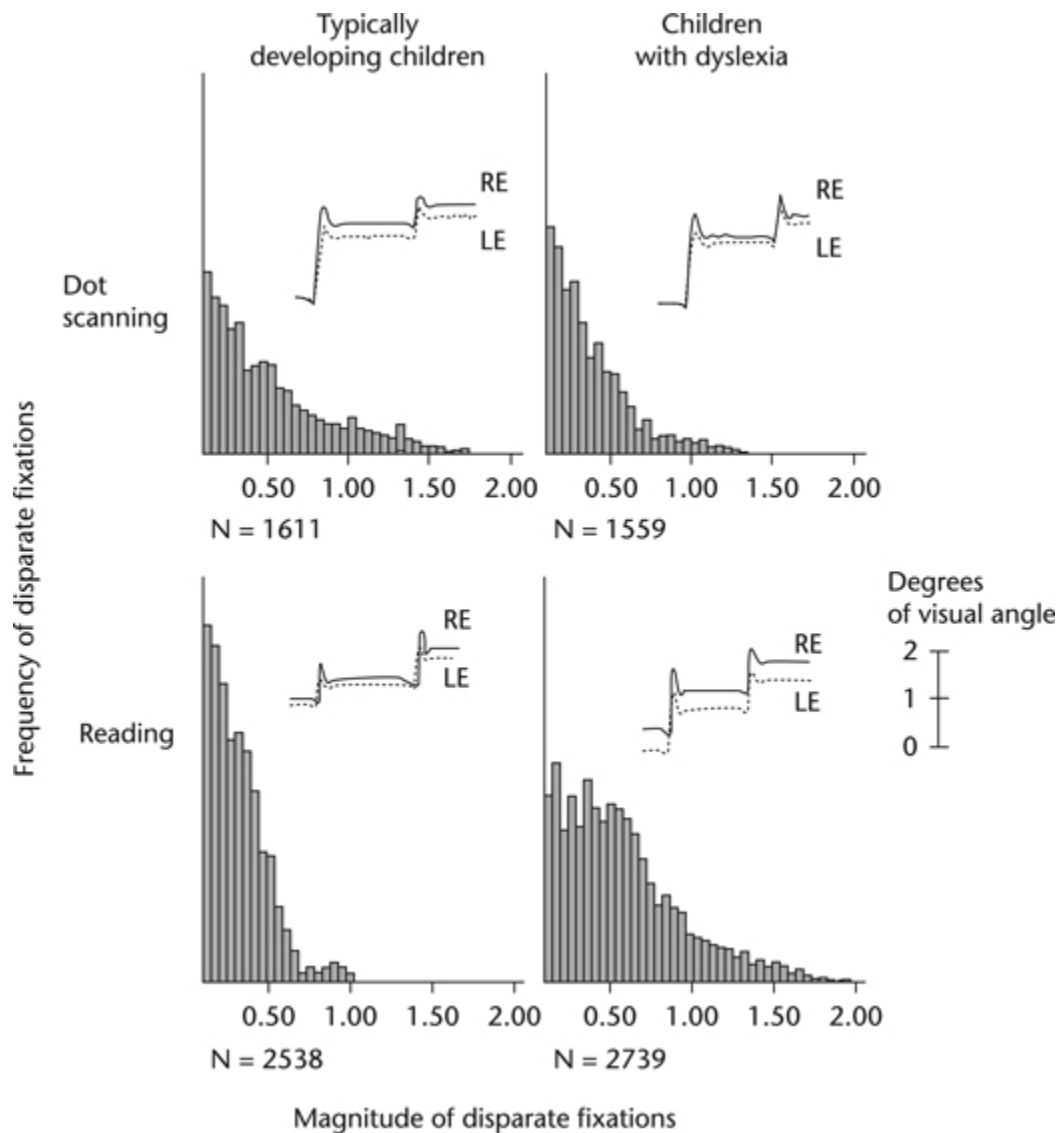 Typically
developing children
Children
with dyslexia
Dot
scanning
RE
LE
RE
LE
0.50 1.00 1.50 2.00
N = 1611
0.50 1.00 1.50 2.00
N = 1559
Frequency of disparate fixations
Reading
RE
LE
RE
LE
Degrees
of visual angle
2
1
0
0.50 1.00 1.50 2.00
N = 2538
0.50 1.00 1.50 2.00
N = 2739
Magnitude of disparate fixations